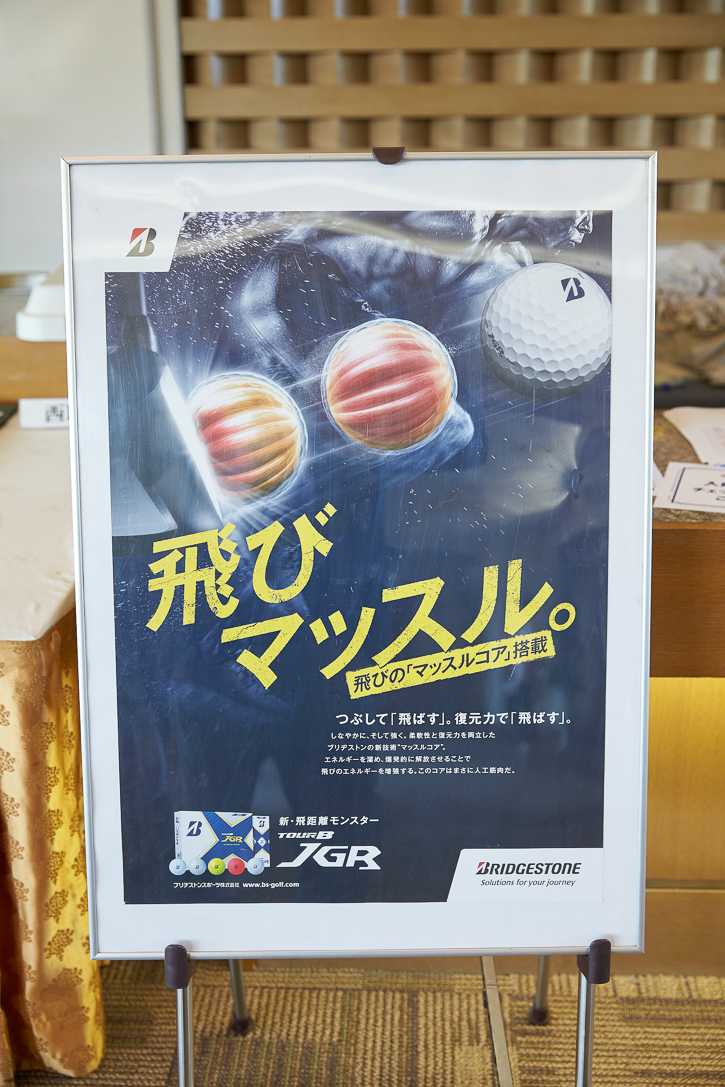 飛び
マッスル。
飛びの「マッスルコア」搭載
つぶして「飛ばす」。復元力で「飛ばす」。
しなやかに、そして強く。柔軟性と復元力を両立した
ブリヂストンの新技術“マッスルコア”。
エネルギーを溜め、爆発的に解放させることで
飛びのエネルギーを増強する。このコアはまさに人工筋肉だ。
新・飛距離モンスター
TOUR B
JGR
ブリヂストンスポーツ株式会社 www.bs-golf.com
BRIDGESTONE
Solutions for your journey